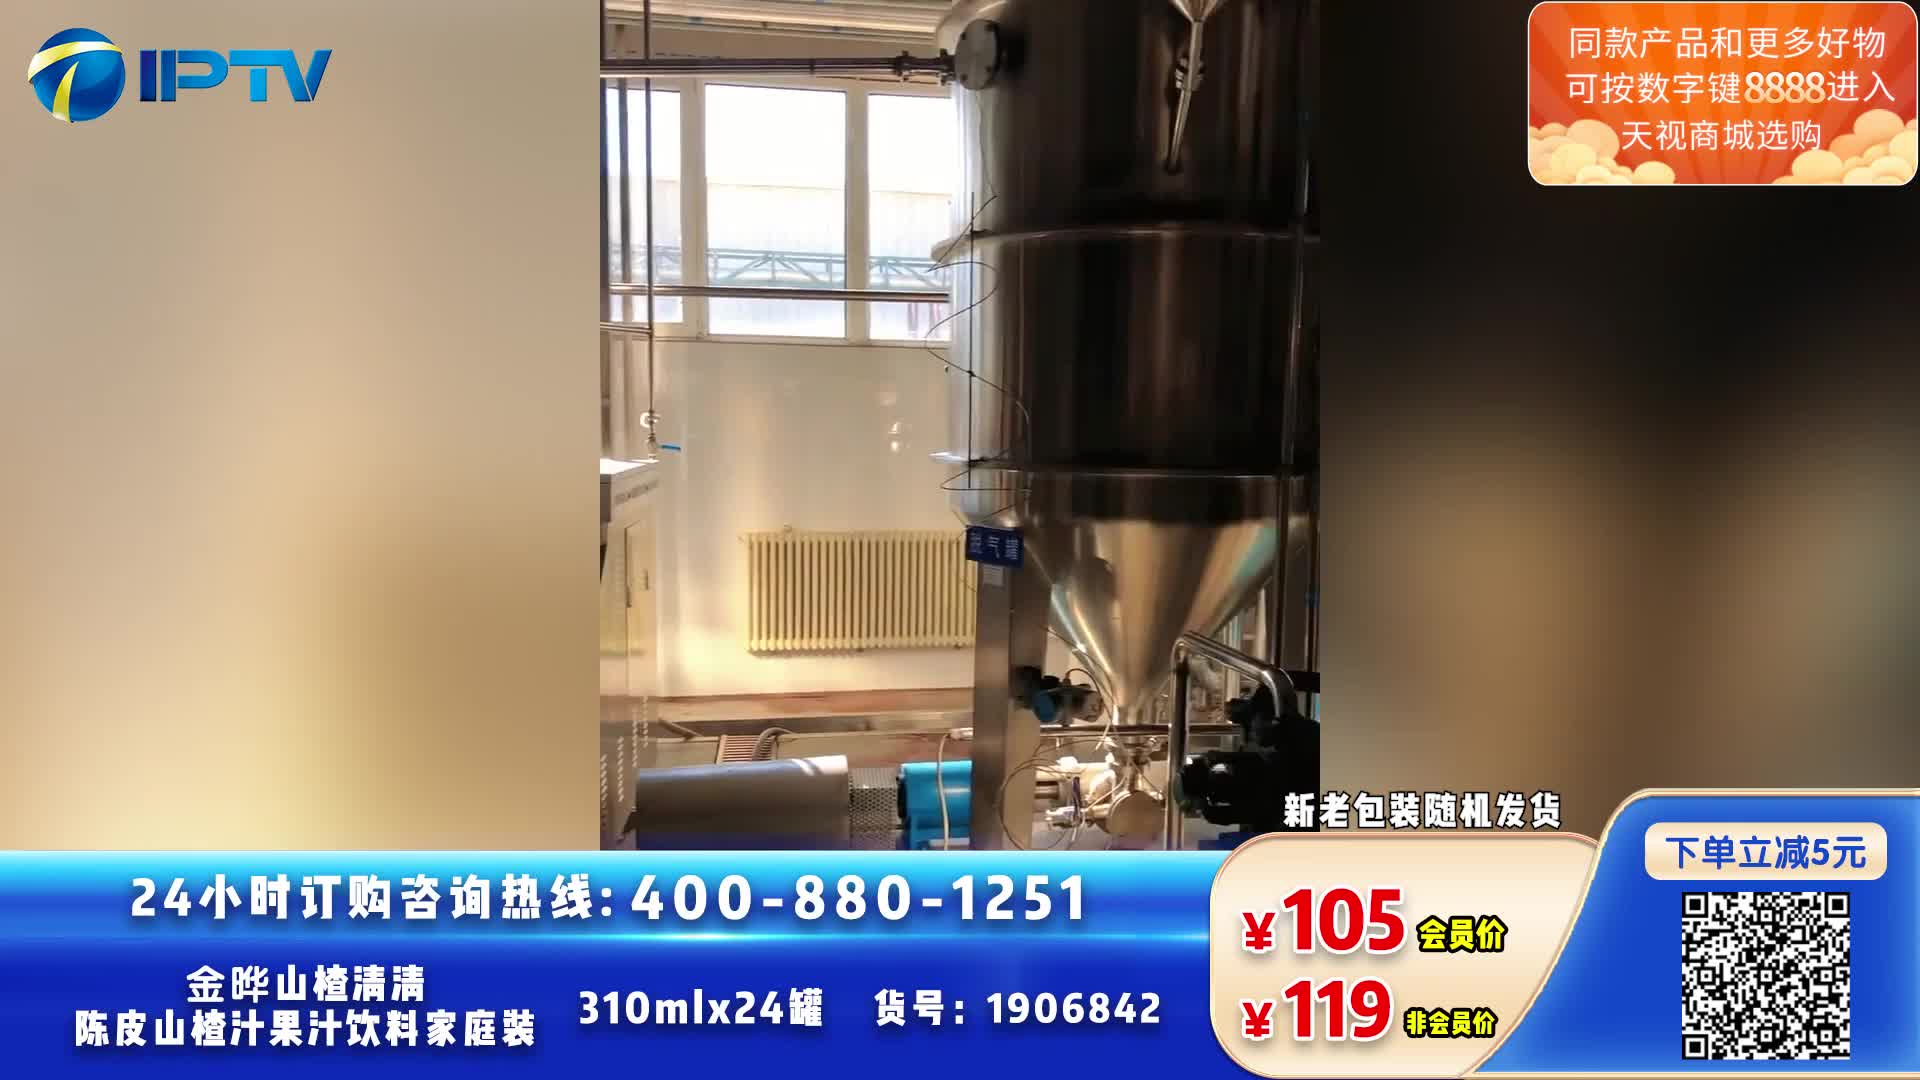 IPTV
同款产品和更多好物
可按数字键8888进入
天视商城选购
气罐
新老包装随机发货
下单立减5元
24小时订购咨询热线:400-880-1251
¥105 会员价
金晔山楂清清
陈皮山楂汁果汁饮料家庭装
310mlx24罐 货号：1906842
¥119 非会员价